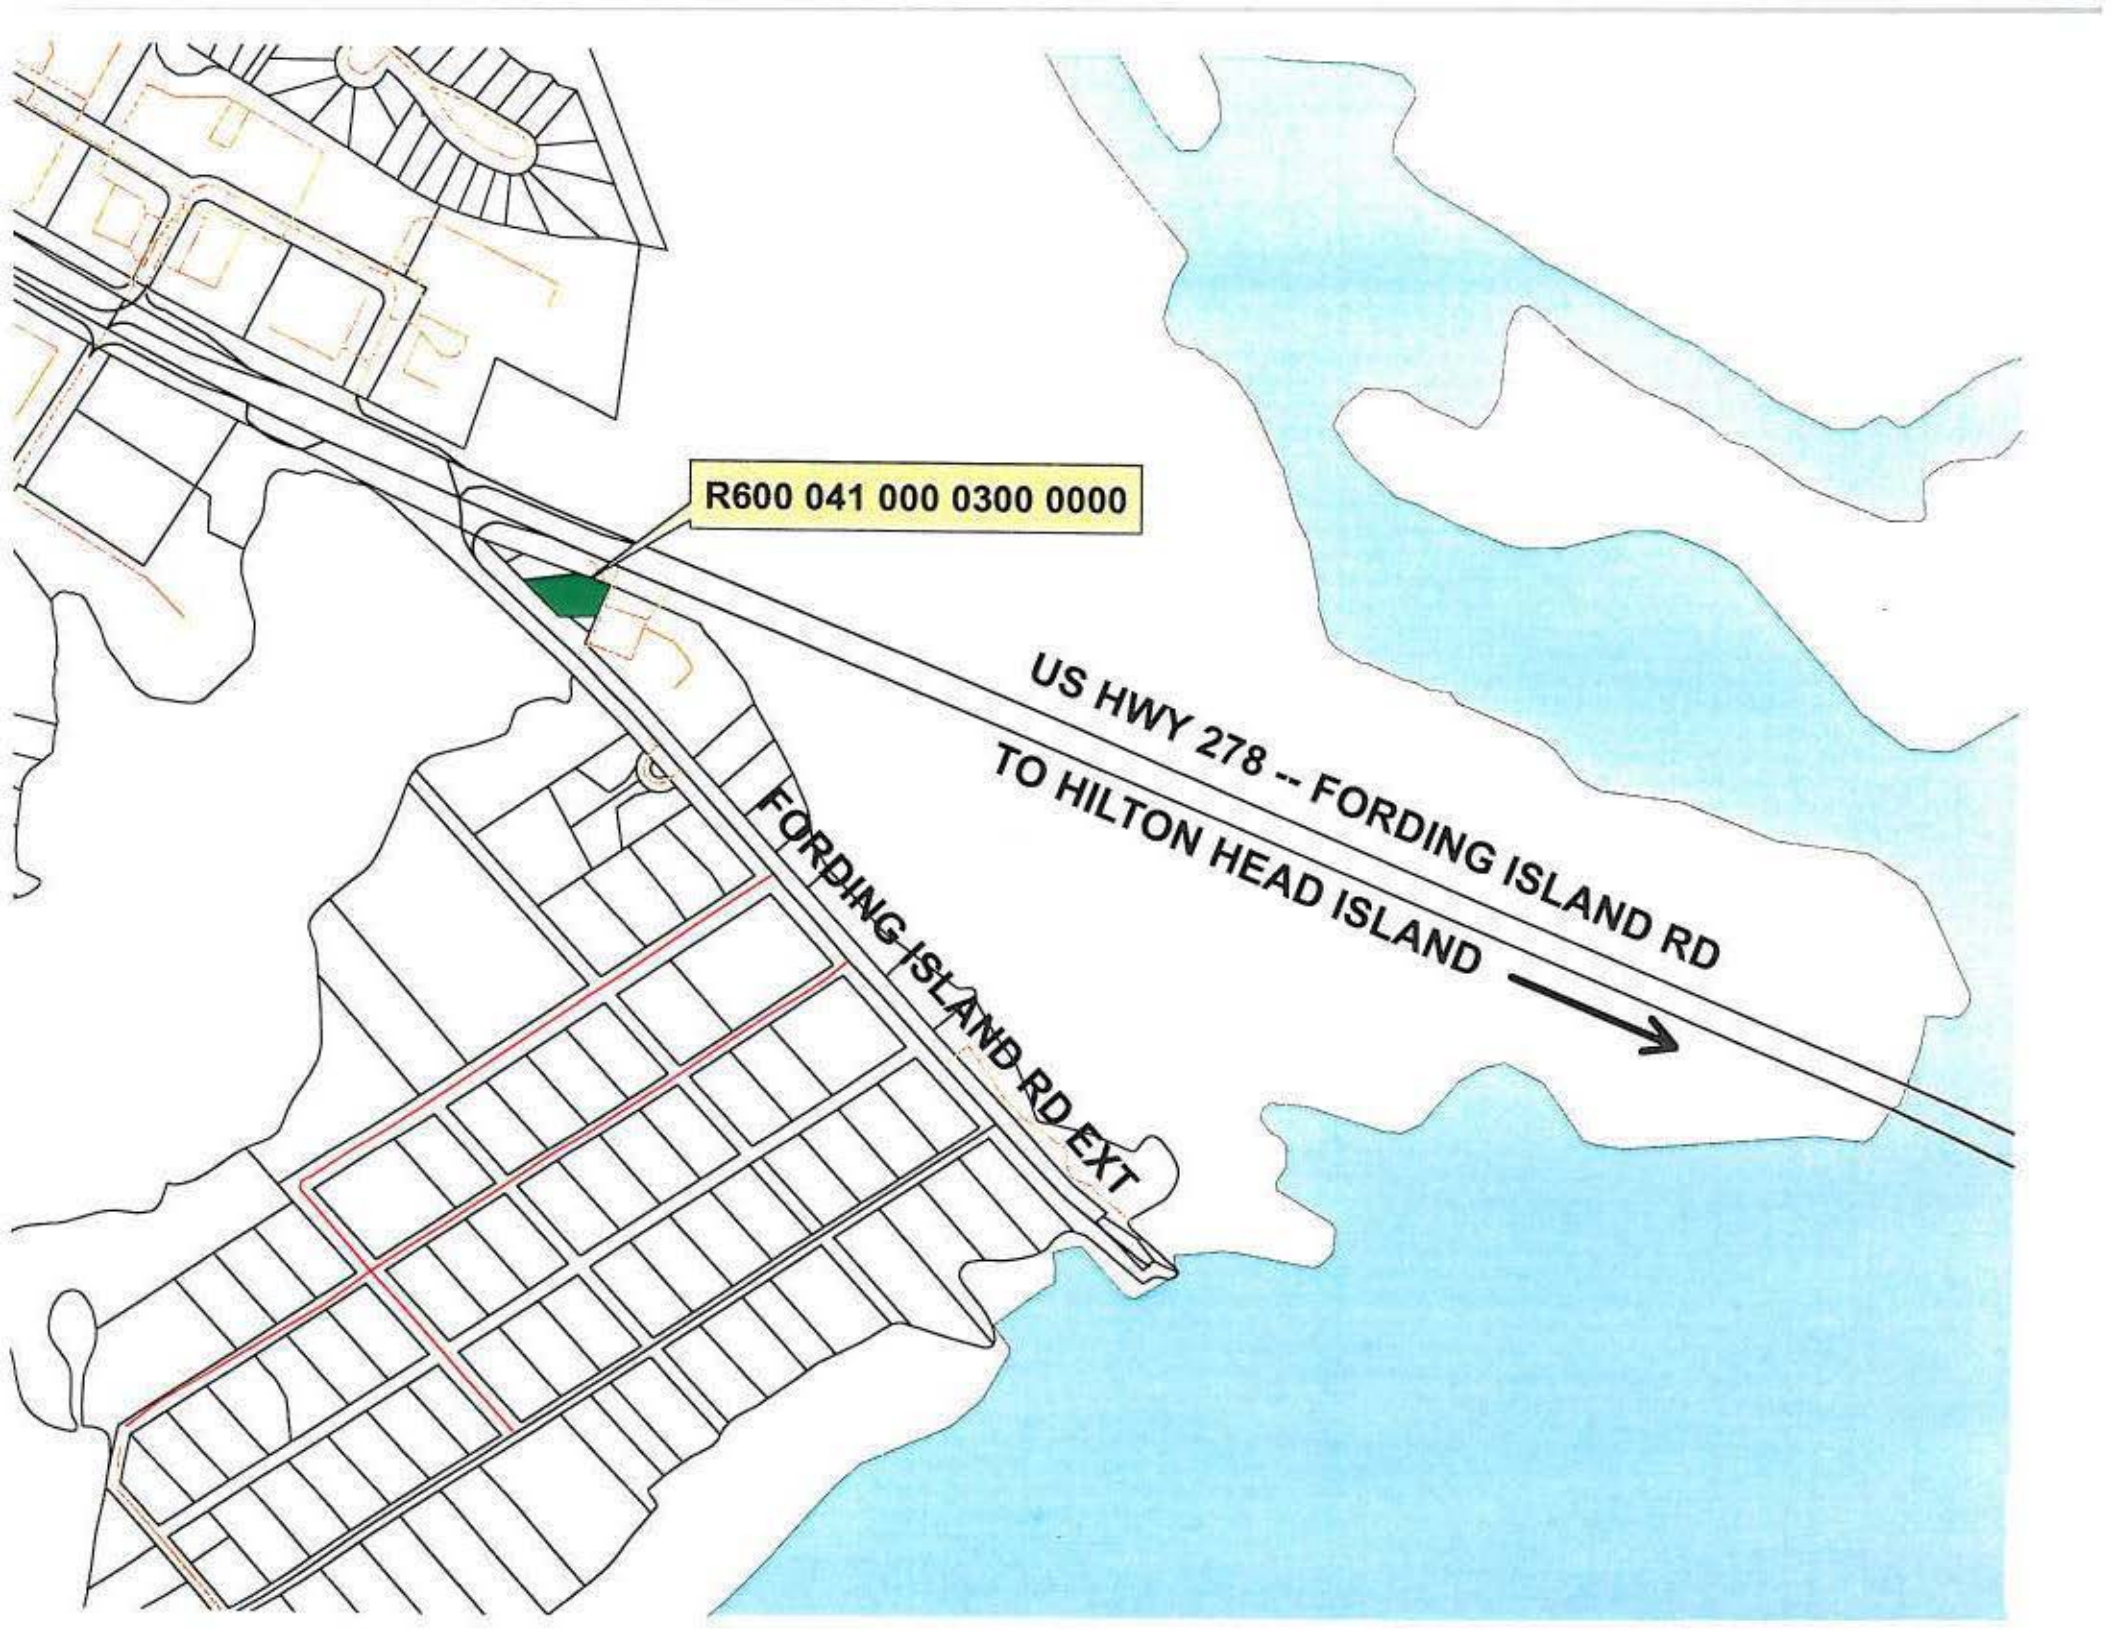 R600 041 000 0300 0000
US HWY 278 -- FORDING ISLAND RD
TO HILTON HEAD ISLAND
FORDING ISLAND RD EXT